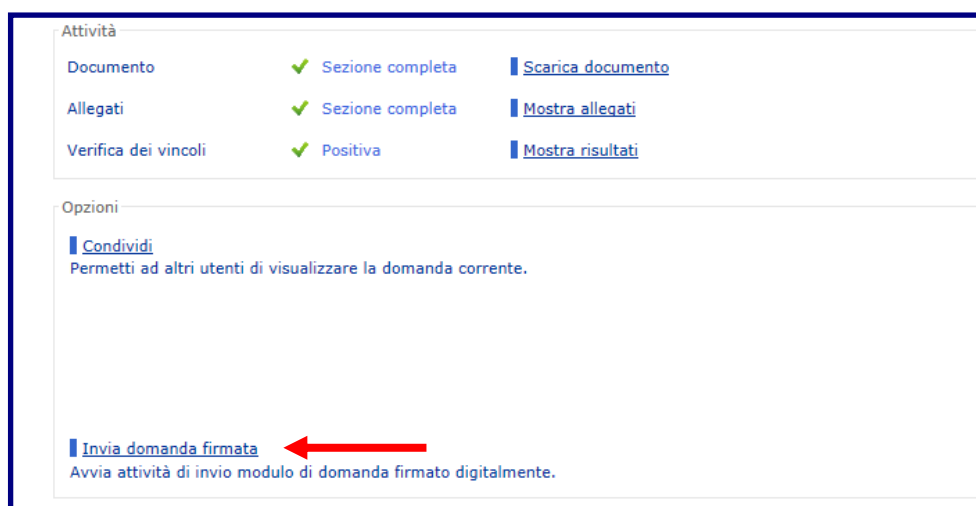 Attività
Documento Sezione completa Scarica documento
Allegati Sezione completa Mostra allegati
Verifica dei vincoli Positiva Mostra risultati
Opzioni
Condividi
Permetti ad altri utenti di visualizzare la domanda corrente.
Invia domanda firmata
Avvia attività di invio modulo di domanda firmato digitalmente.